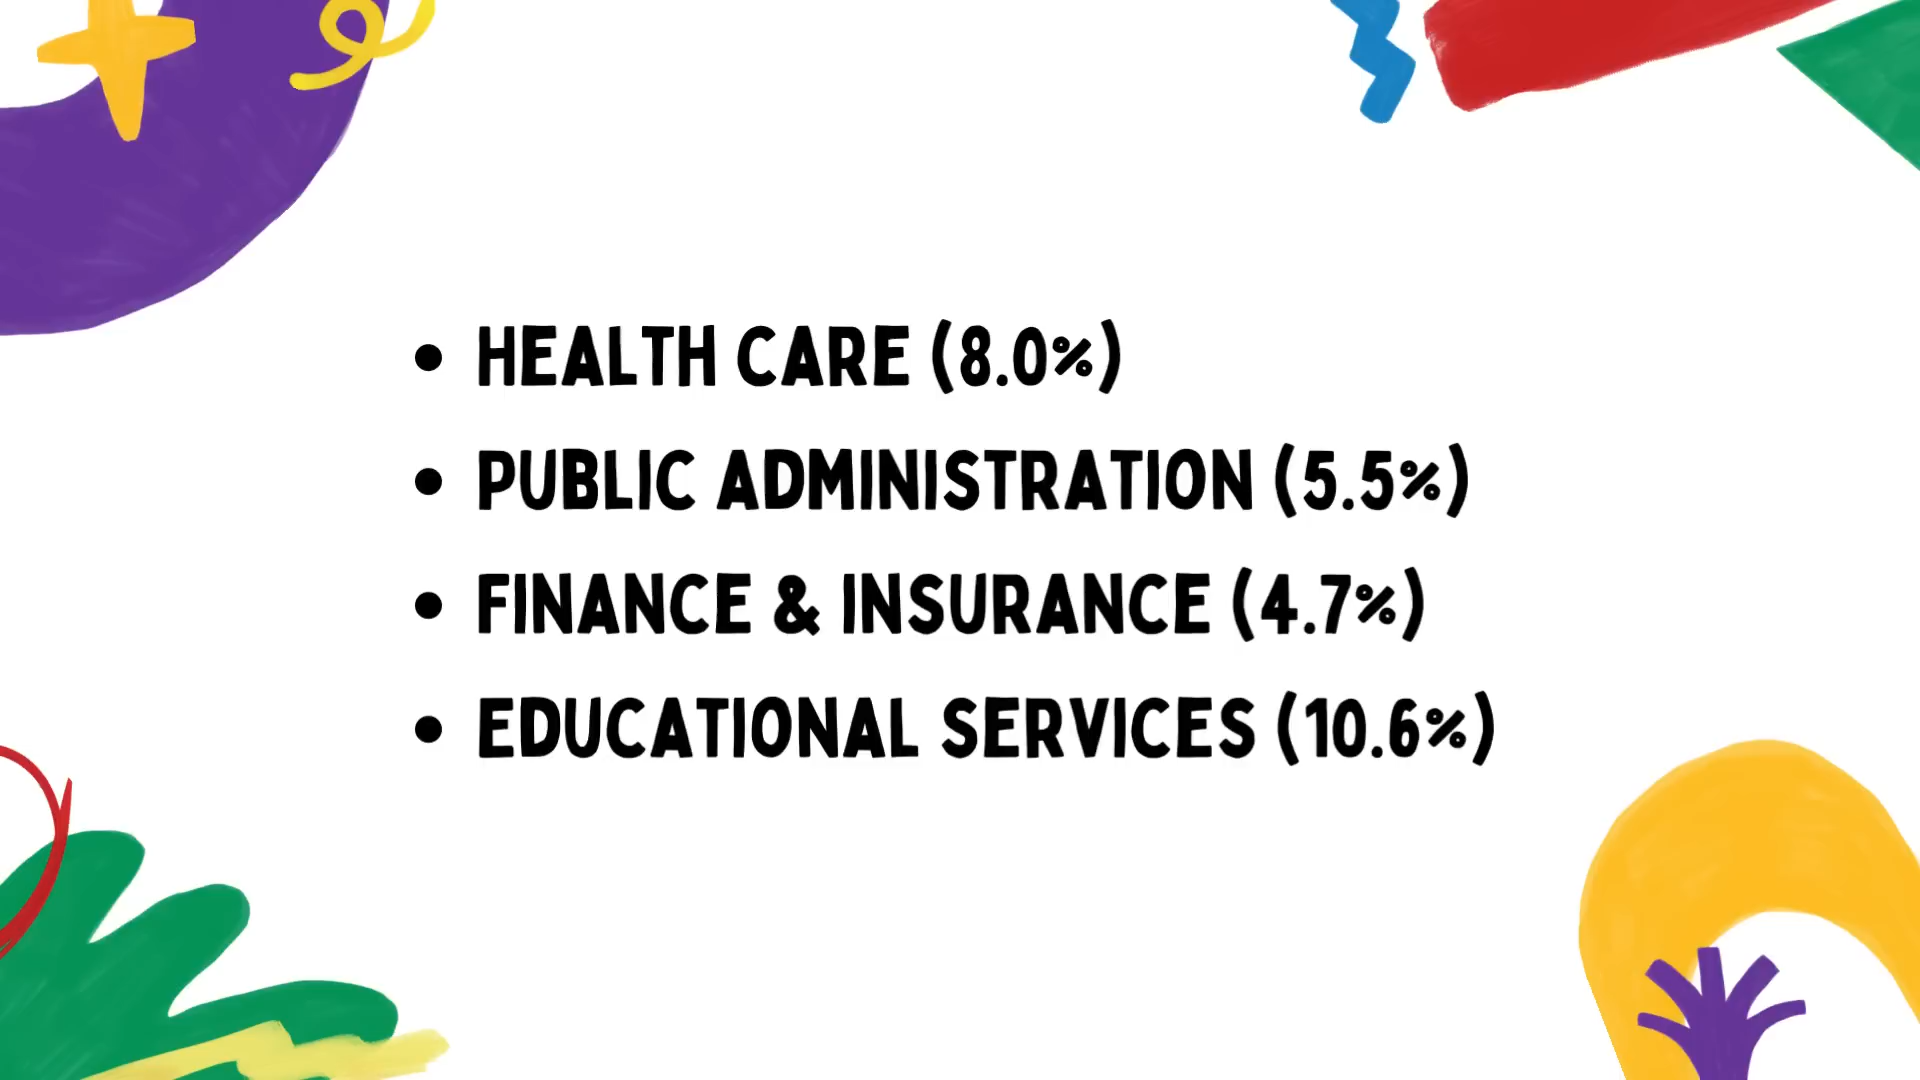 • HEALTH CARE (8.0%)
• PUBLIC ADMINISTRATION (5.5%)
• FINANCE & INSURANCE (4.7%)
• EDUCATIONAL SERVICES (10.6%)